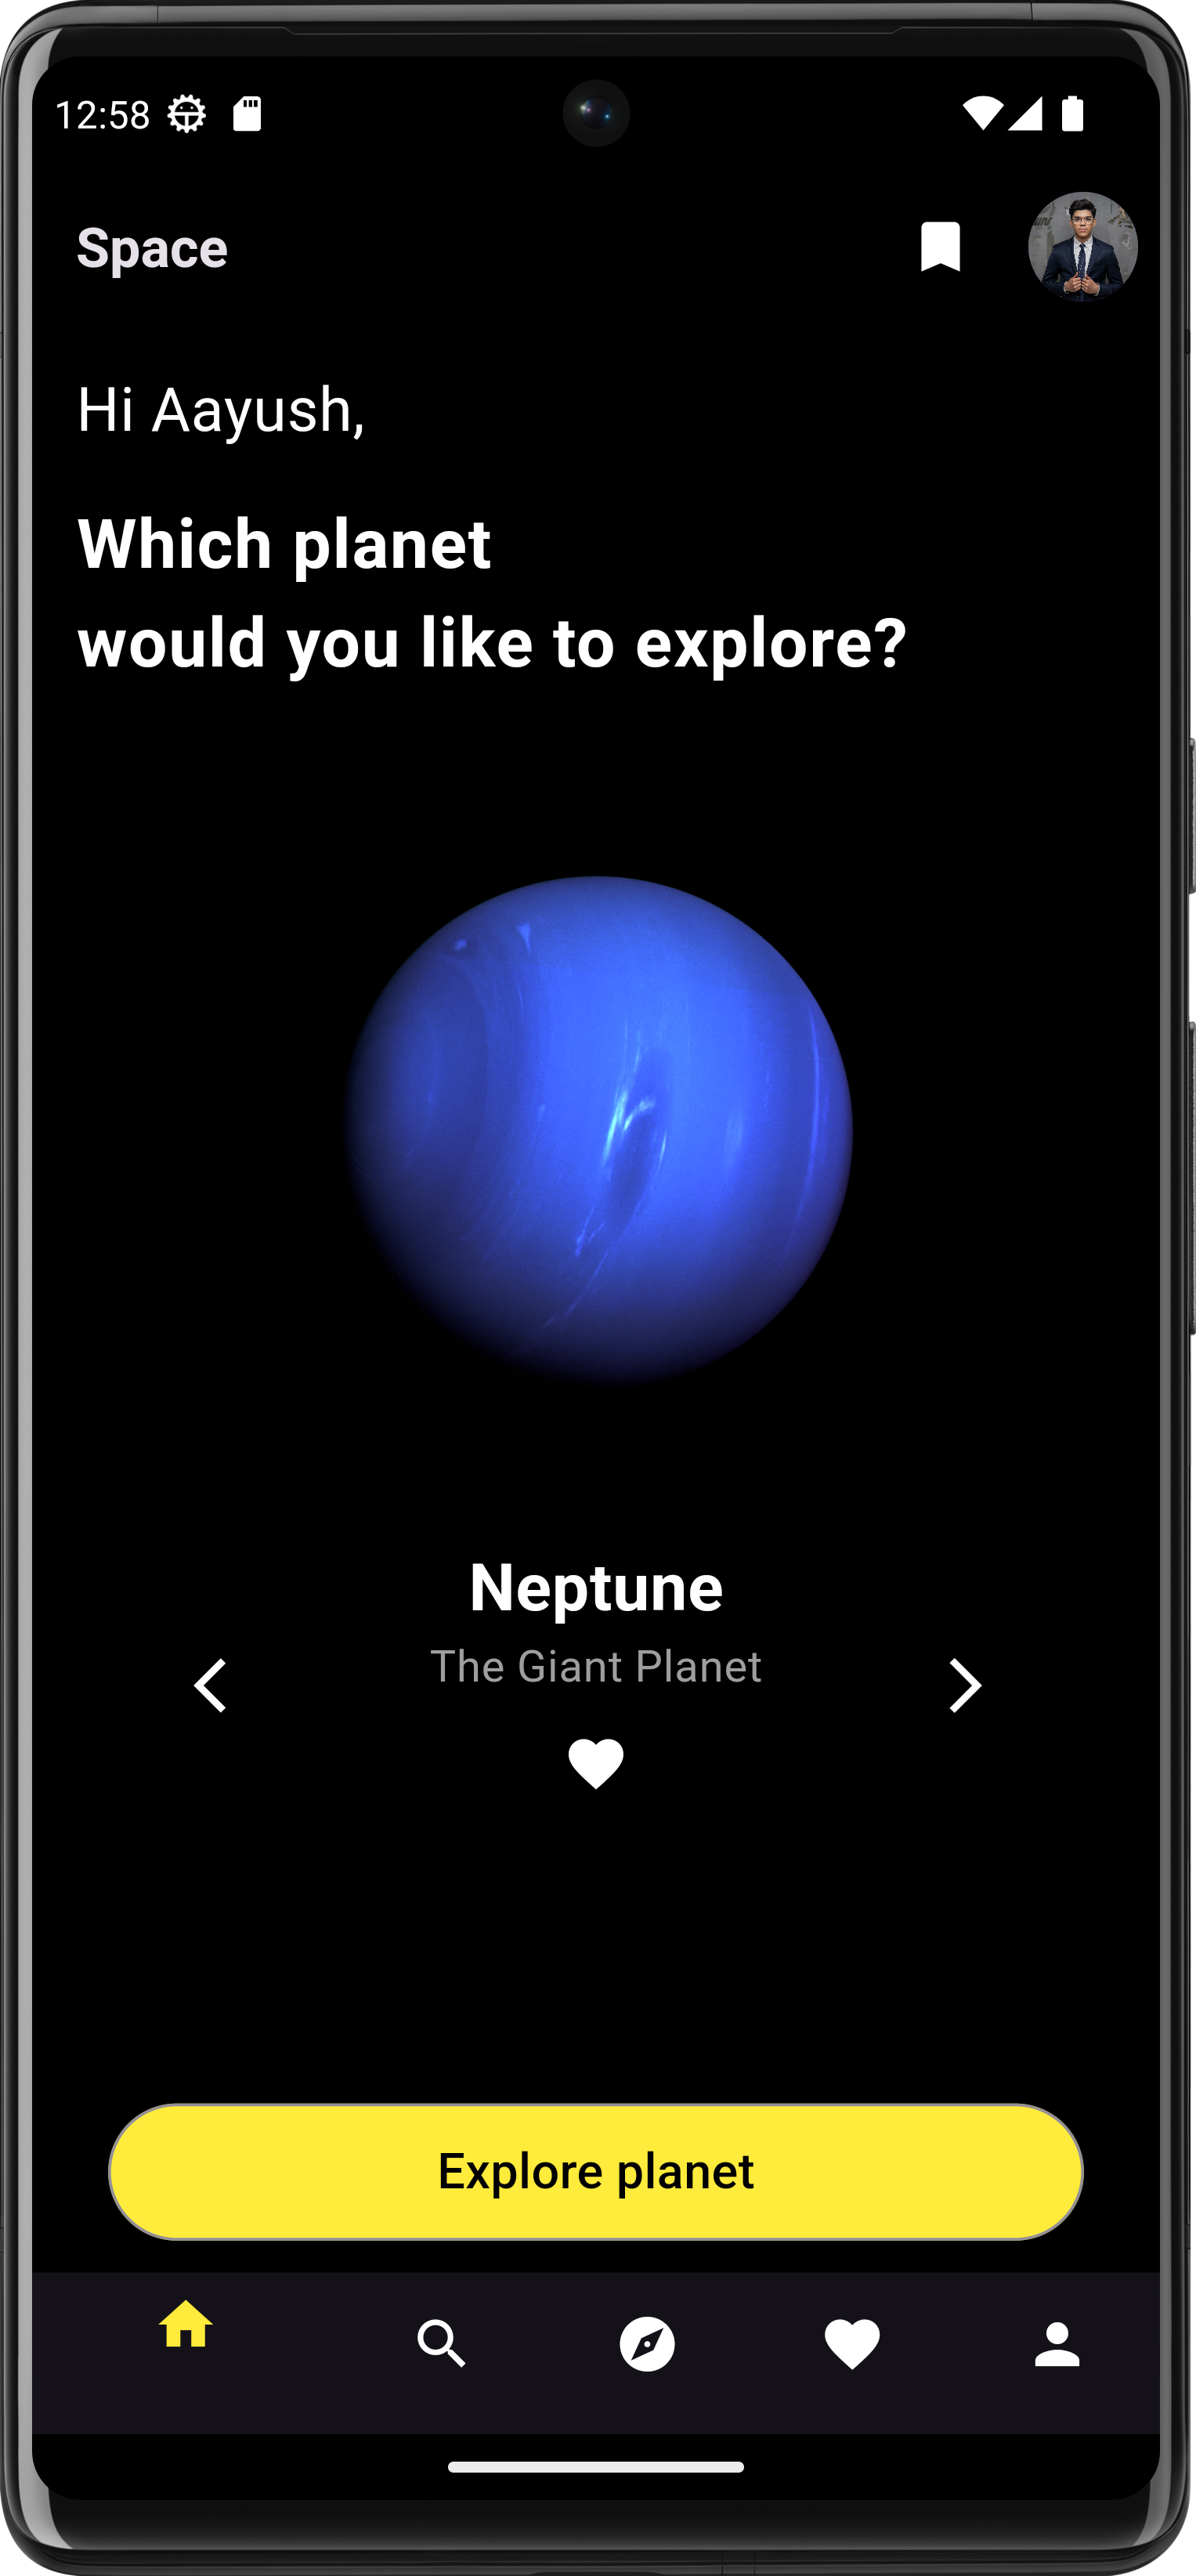 12:58
Space
Hi Aayush,
Which planet
would you like to explore?
Neptune
The Giant Planet
Explore planet